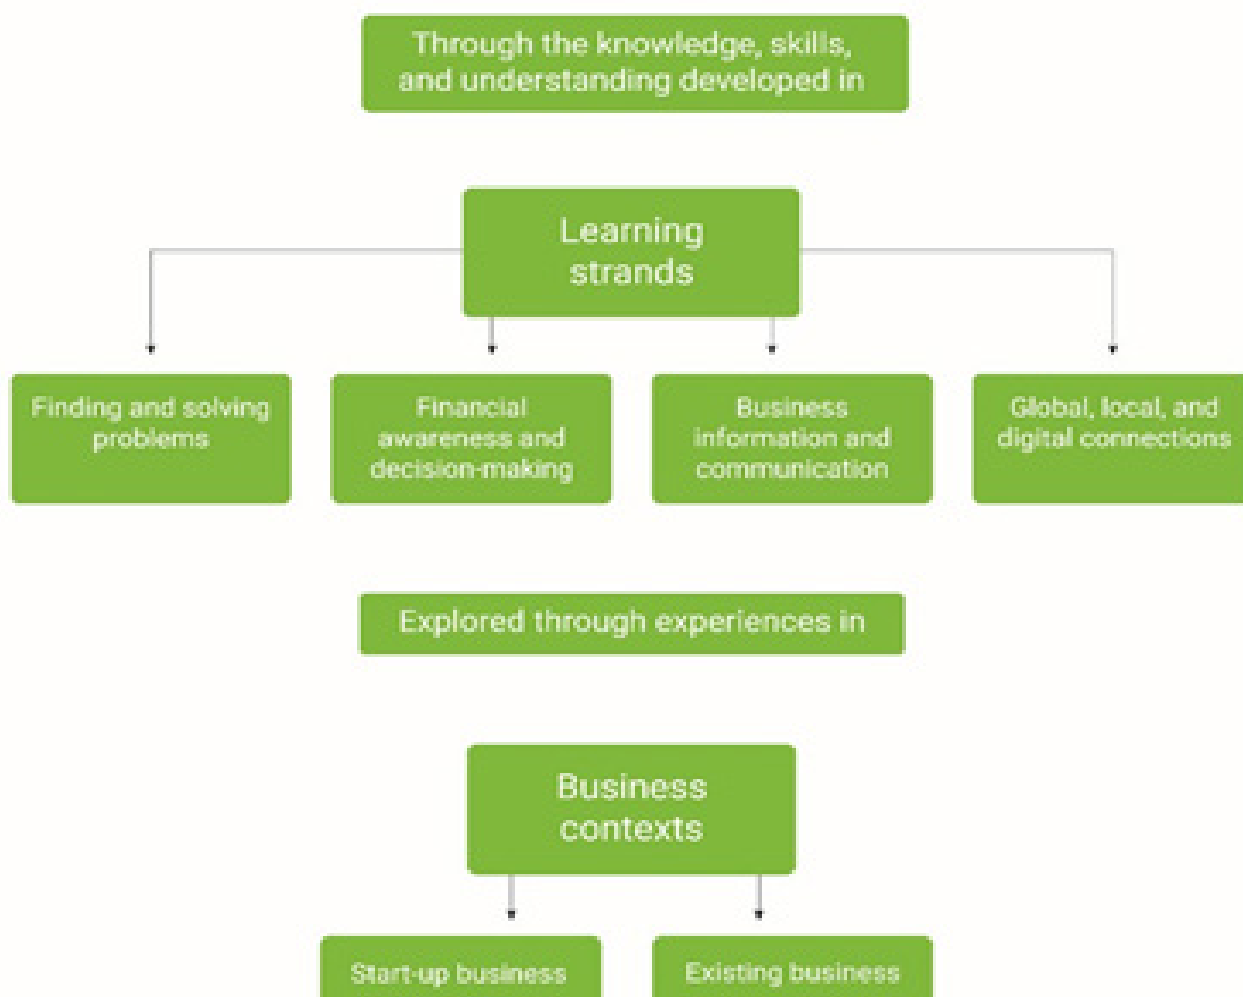 Through the knowledge, skills,
and understanding developed in
Learning
strands
Finding and solving
problems
Financial
awareness and
decision-making
Business
information and
communication
Global, local, and
digital connections
Explored through experiences in
Business
contexts
Start-up business
Existing business